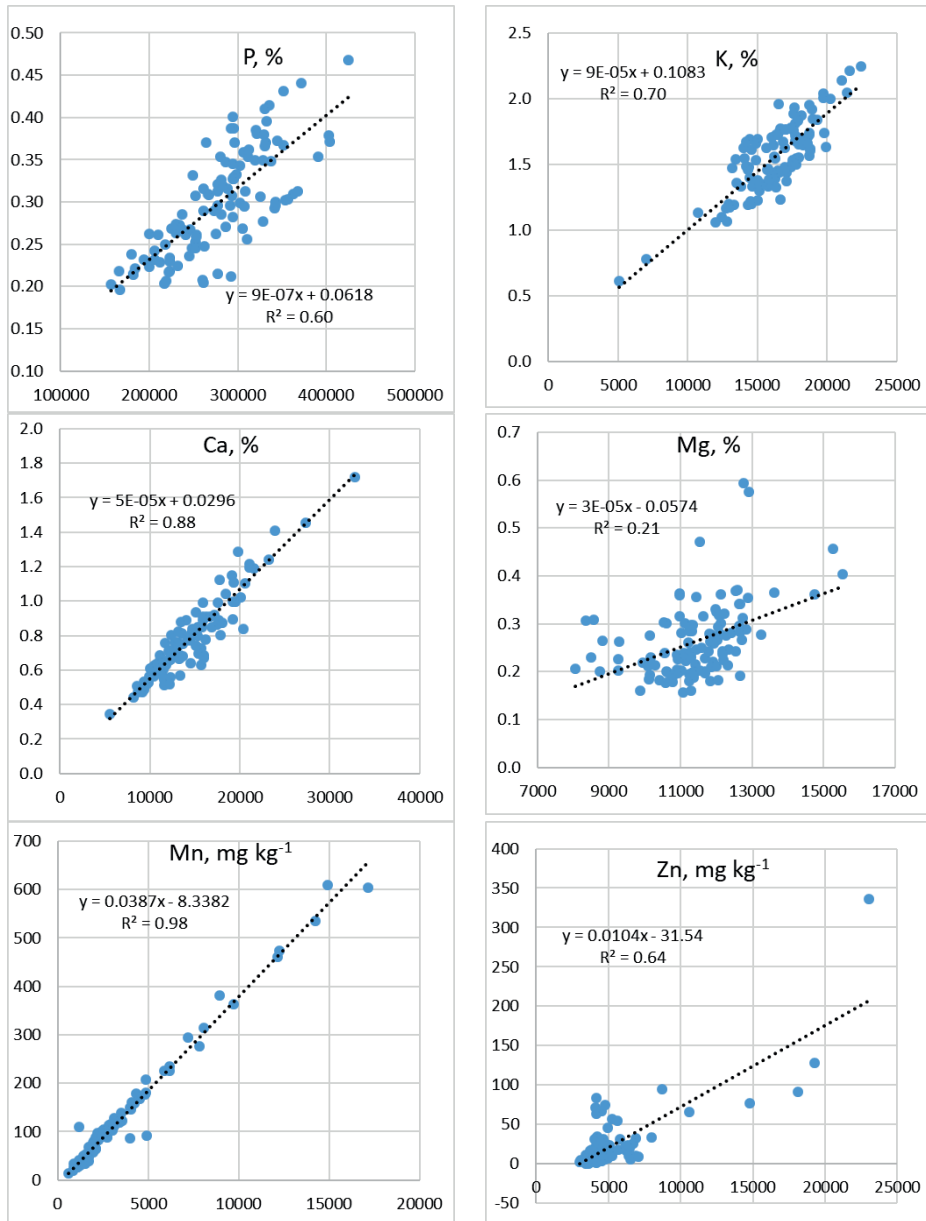 P, %
0.50
0.45
0.40
0.35
0.30
0.25
0.20
0.15
0.10
y = 9E-07x + 0.0618
R² = 0.60
100000 200000 300000 400000 500000
K, %
2.5
2.0
1.5
1.0
0.5
0.0
y = 9E-05x + 0.1083
R² = 0.70
0 5000 10000 15000 20000 25000
Ca, %
2.0
1.8
1.6
1.4
1.2
1.0
0.8
0.6
0.4
0.2
0.0
y = 5E-05x + 0.0296
R² = 0.88
0 10000 20000 30000 40000
Mg, %
0.7
0.6
0.5
0.4
0.3
0.2
0.1
0.0
y = 3E-05x - 0.0574
R² = 0.21
7000 9000 11000 13000 15000 17000
Mn, mg kg⁻¹
700
600
500
400
300
200
100
0
y = 0.0387x - 8.3382
R² = 0.98
0 5000 10000 15000 20000
Zn, mg kg⁻¹
400
350
300
250
200
150
100
50
0
-50
y = 0.0104x - 31.54
R² = 0.64
0 5000 10000 15000 20000 25000